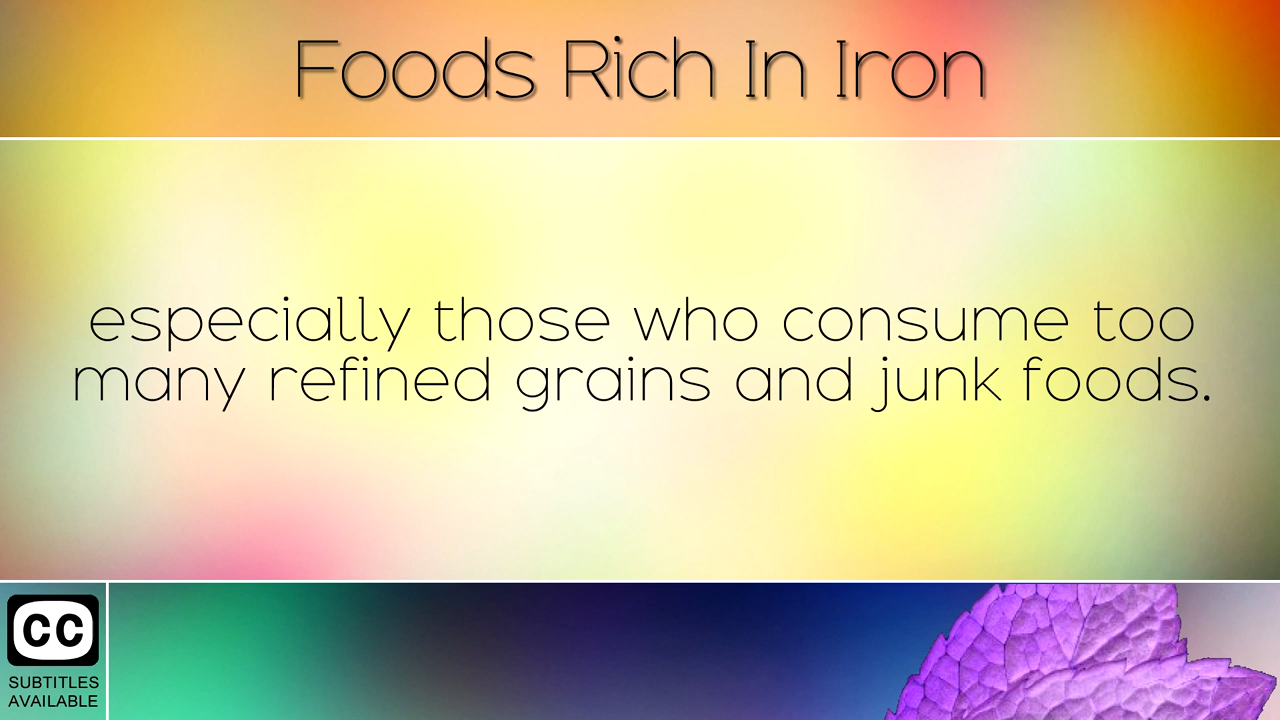 Foods Rich In Iron
especially those who consume too
many refined grains and junk foods.
CC
SUBTITLES
AVAILABLE